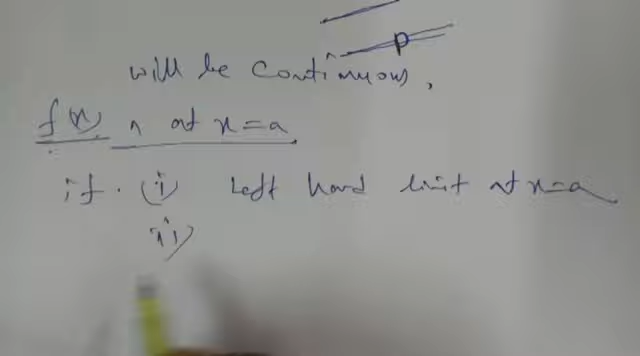 p
will be continuous,
f(x) at x=a
if. (i) Left hand limit at x=a
ii)